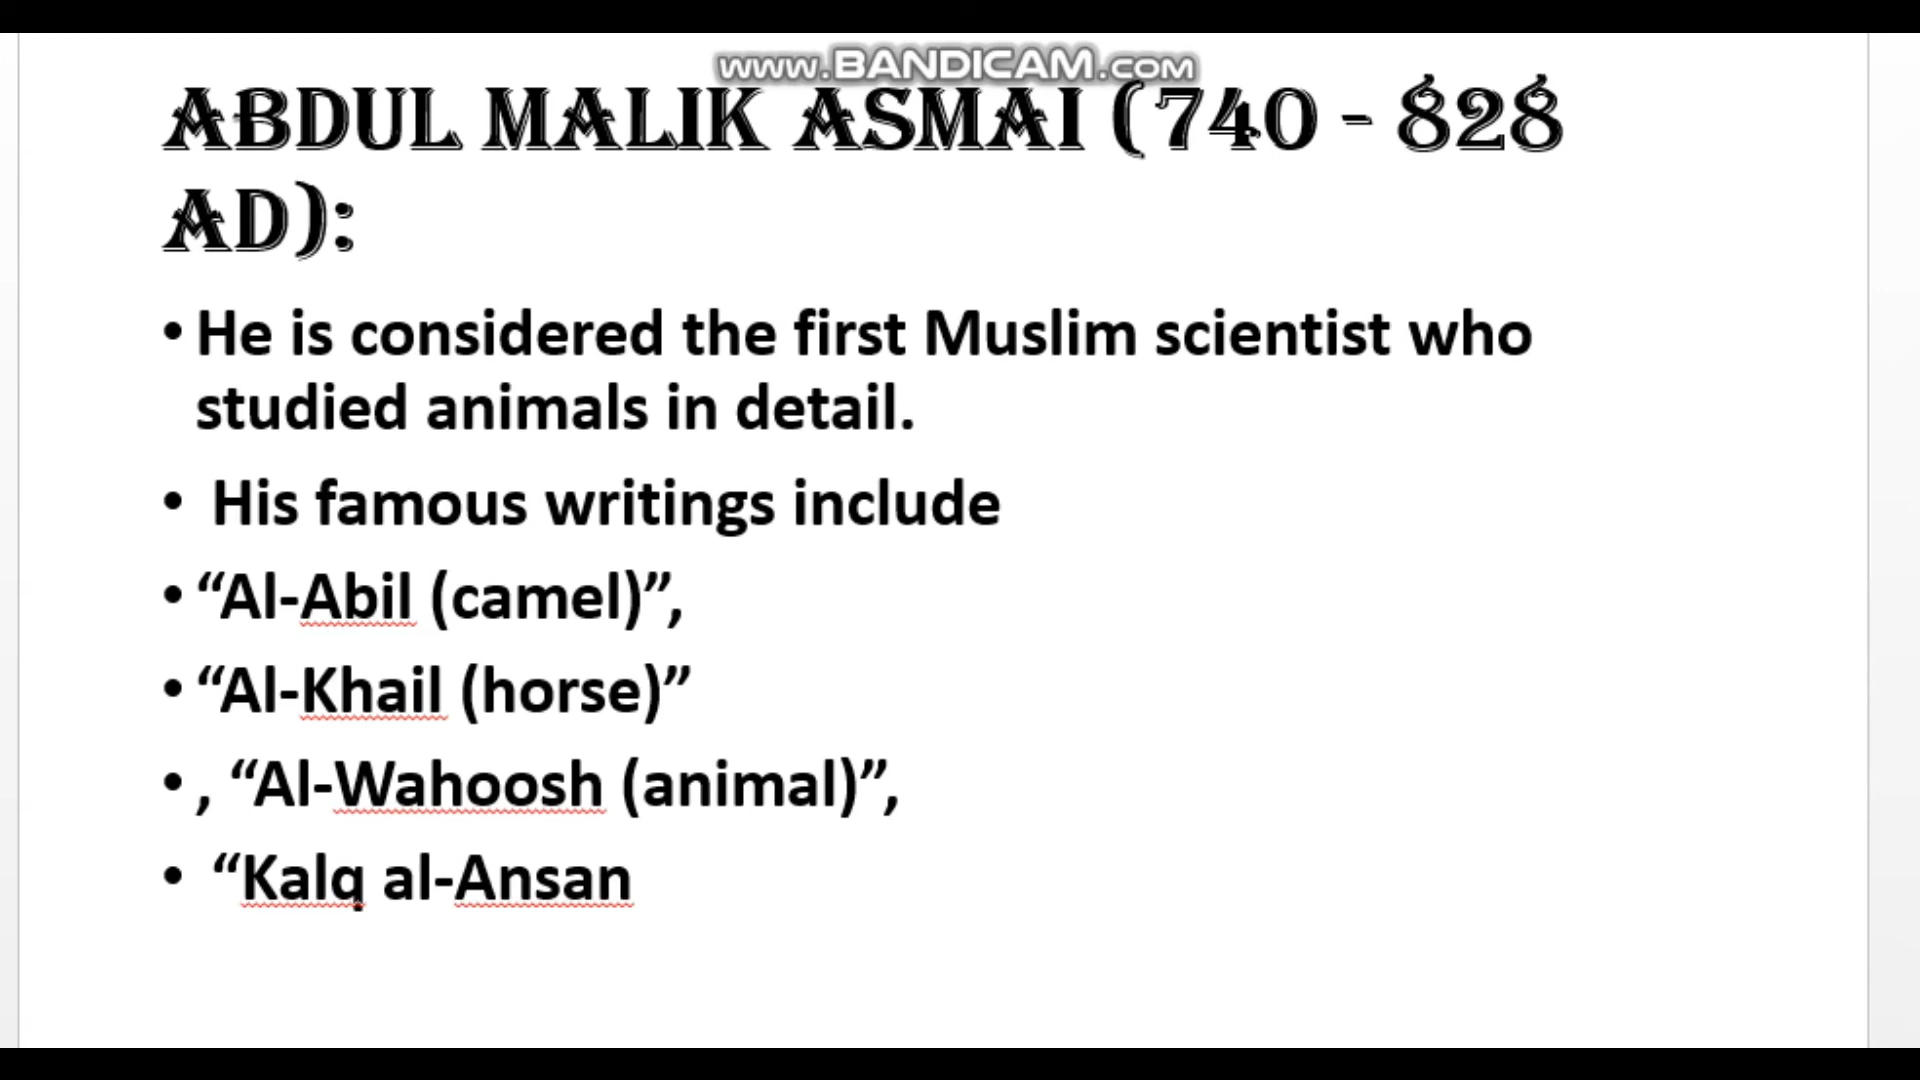 www.BANDICAM.com
ABDUL MALIK ASMAI (740 - 828
AD):
• He is considered the first Muslim scientist who
studied animals in detail.
• His famous writings include
• “Al-Abil (camel)”,
• “Al-Khail (horse)”
• , “Al-Wahoosh (animal)”,
• “Kalq al-Ansan